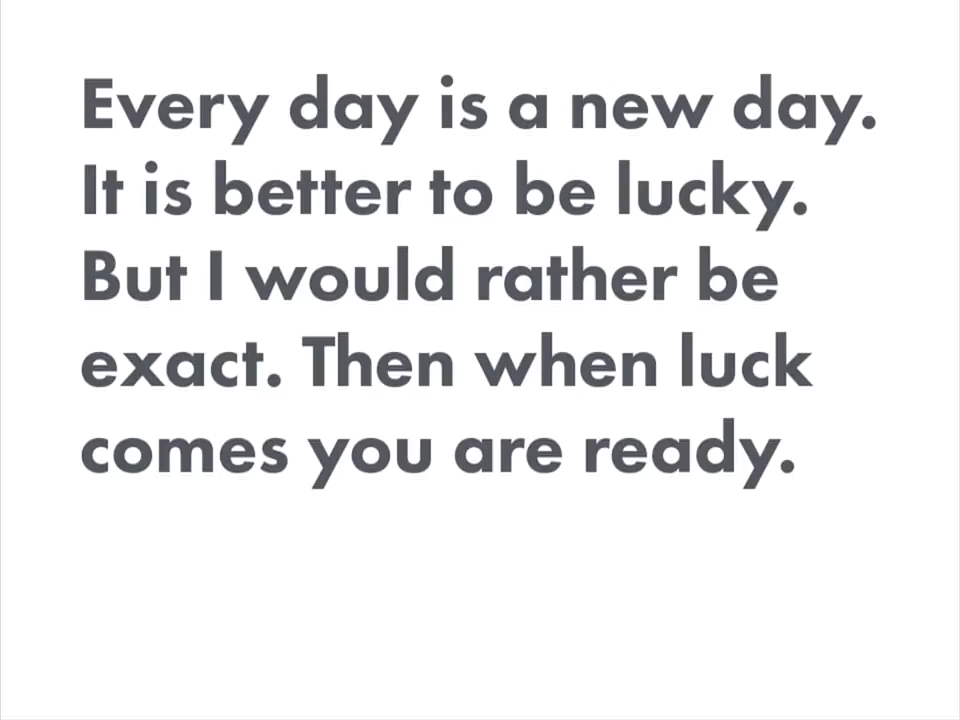 Every day is a new day.
It is better to be lucky.
But I would rather be
exact. Then when luck
comes you are ready.